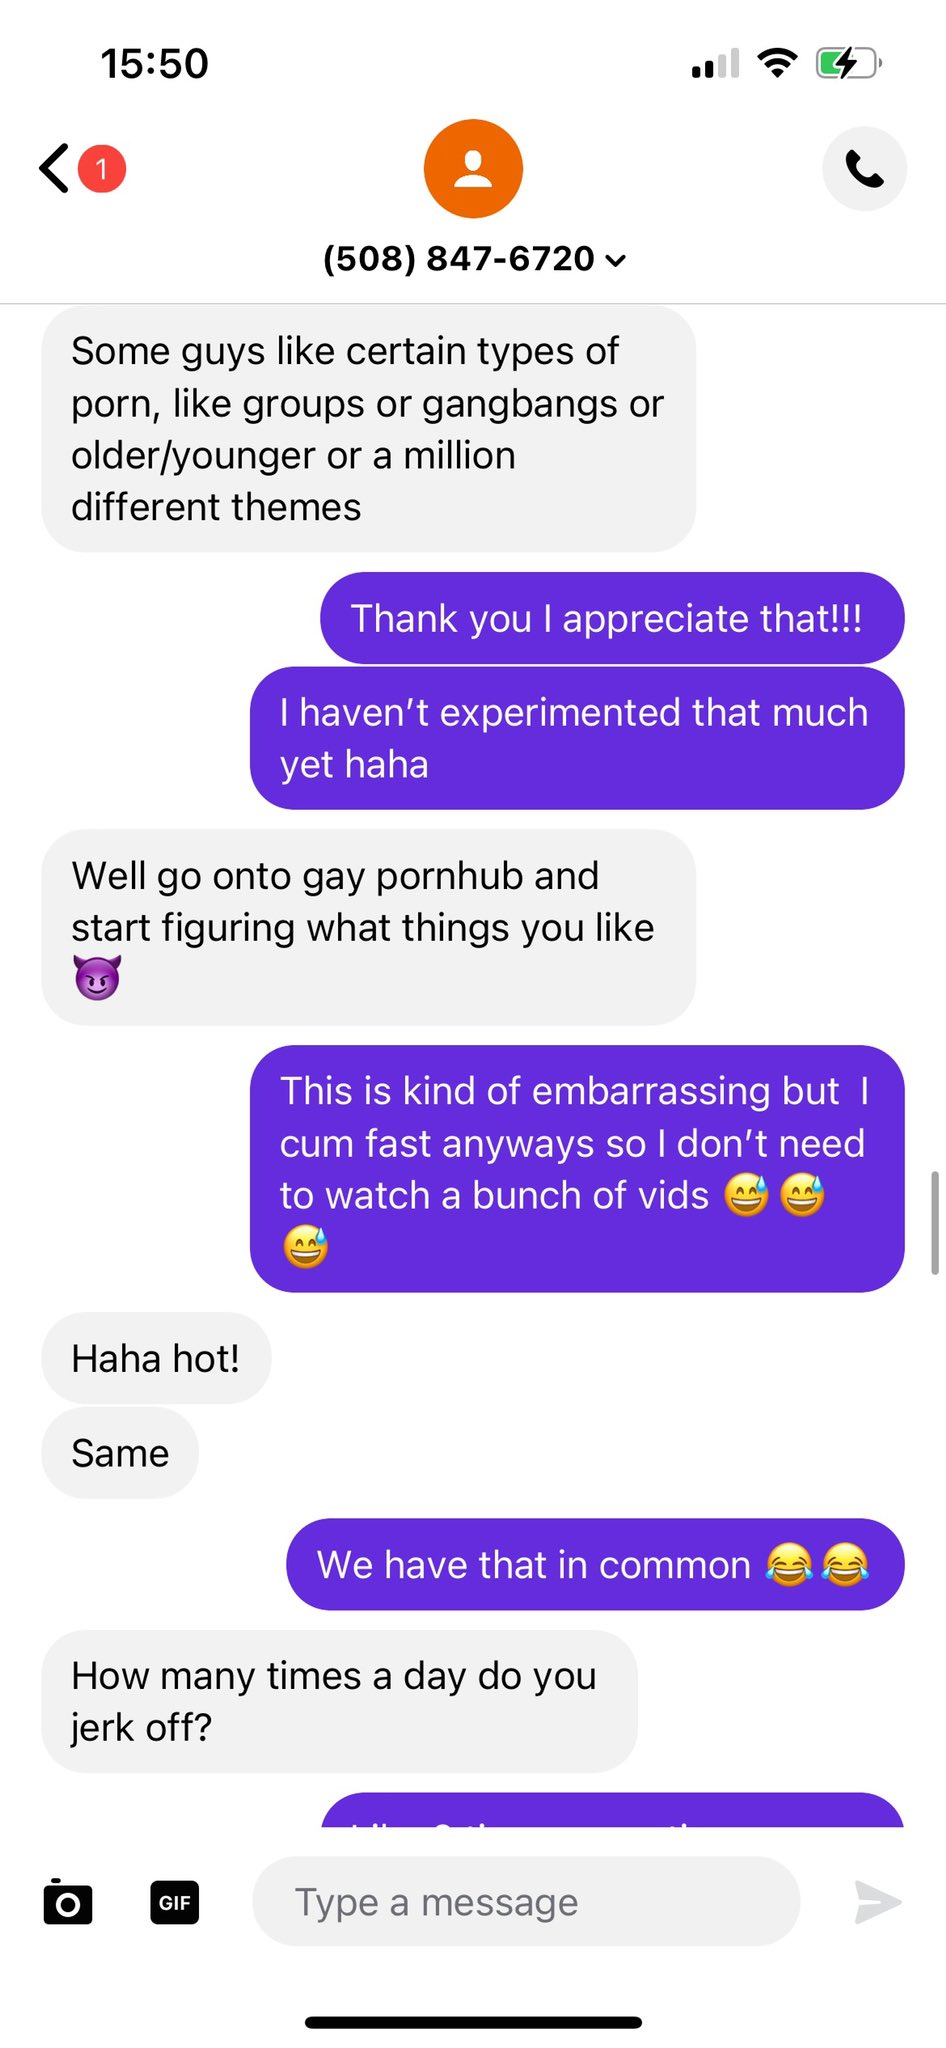 15:50
1
(508) 847-6720
Some guys like certain types of
porn, like groups or gangbangs or
older/younger or a million
different themes
Thank you I appreciate that!!!
I haven't experimented that much
yet haha
Well go onto gay pornhub and
start figuring what things you like
😈
This is kind of embarrassing but I
cum fast anyways so I don't need
to watch a bunch of vids 😅 😅
😅
Haha hot!
Same
We have that in common 😂😂
How many times a day do you
jerk off?
GIF
Type a message